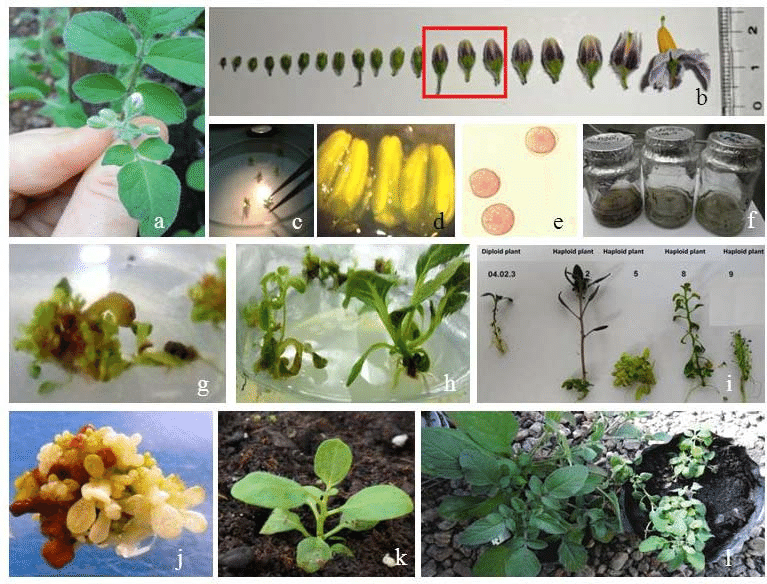 a
b
2
1
0
c
d
e
f
g
h
Diploid plant Haploid plant Haploid plant Haploid plant Haploid plant
04.02.3 2 5 8 9
i
j
k
l